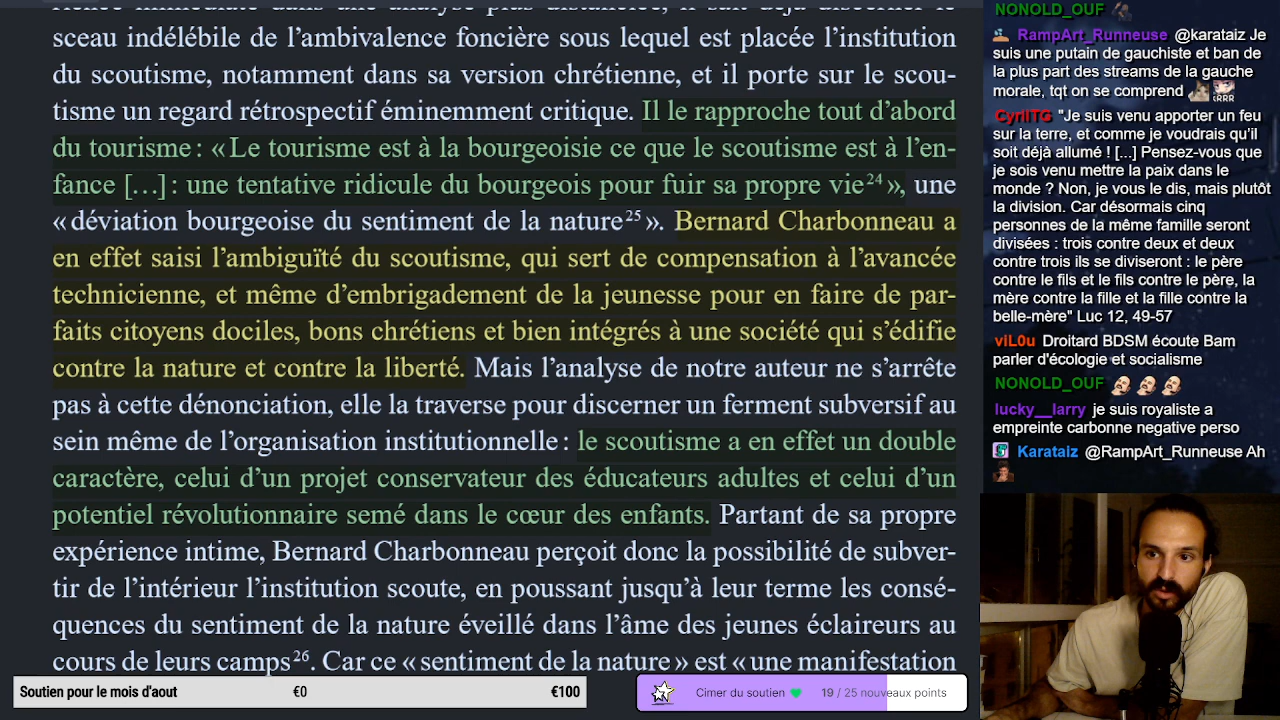 sceau indélébile de l’ambivalence foncière sous lequel est placée l’institution
du scoutisme, notamment dans sa version chrétienne, et il porte sur le scou-
tisme un regard rétrospectif éminemment critique. Il le rapproche tout d’abord
du tourisme : « Le tourisme est à la bourgeoisie ce que le scoutisme est à l’en-
fance […] : une tentative ridicule du bourgeois pour fuir sa propre vie²⁴ », une
« déviation bourgeoise du sentiment de la nature²⁵ ». Bernard Charbonneau a
en effet saisi l’ambiguïté du scoutisme, qui sert de compensation à l’avancée
technicienne, et même d’embrigadement de la jeunesse pour en faire de par-
faits citoyens dociles, bons chrétiens et bien intégrés à une société qui s’édifie
contre la nature et contre la liberté. Mais l’analyse de notre auteur ne s’arrête
pas à cette dénonciation, elle la traverse pour discerner un ferment subversif au
sein même de l’organisation institutionnelle : le scoutisme a en effet un double
caractère, celui d’un projet conservateur des éducateurs adultes et celui d’un
potentiel révolutionnaire semé dans le cœur des enfants. Partant de sa propre
expérience intime, Bernard Charbonneau perçoit donc la possibilité de subver-
tir de l’intérieur l’institution scoute, en poussant jusqu’à leur terme les consé-
quences du sentiment de la nature éveillé dans l’âme des jeunes éclaireurs au
cours de leurs camps²⁶. Car ce « sentiment de la nature » est « une manifestation
Soutien pour le mois d'aout €0 €100
Cimer du soutien 19 / 25 nouveaux points
NONOLD_OUF
RampArt_Runneuse @karataiz Je
suis une putain de gauchiste et ban de
la plus part des streams de la gauche
morale, tqt on se comprend
CyrilTG "Je suis venu apporter un feu
sur la terre, et comme je voudrais qu’il
soit déjà allumé ! [...] Pensez-vous que
je sois venu mettre la paix dans le
monde ? Non, je vous le dis, mais plutôt
la division. Car désormais cinq
personnes de la même famille seront
divisées : trois contre deux et deux
contre trois ils se diviseront : le père
contre le fils et le fils contre le père, la
mère contre la fille et la fille contre la
belle-mère" Luc 12, 49-57
vIL0u Droitard BDSM écoute Bam
parler d'écologie et socialisme
NONOLD_OUF
lucky__larry je suis royaliste a
empreinte carbonne negative perso
Karataiz @RampArt_Runneuse Ah